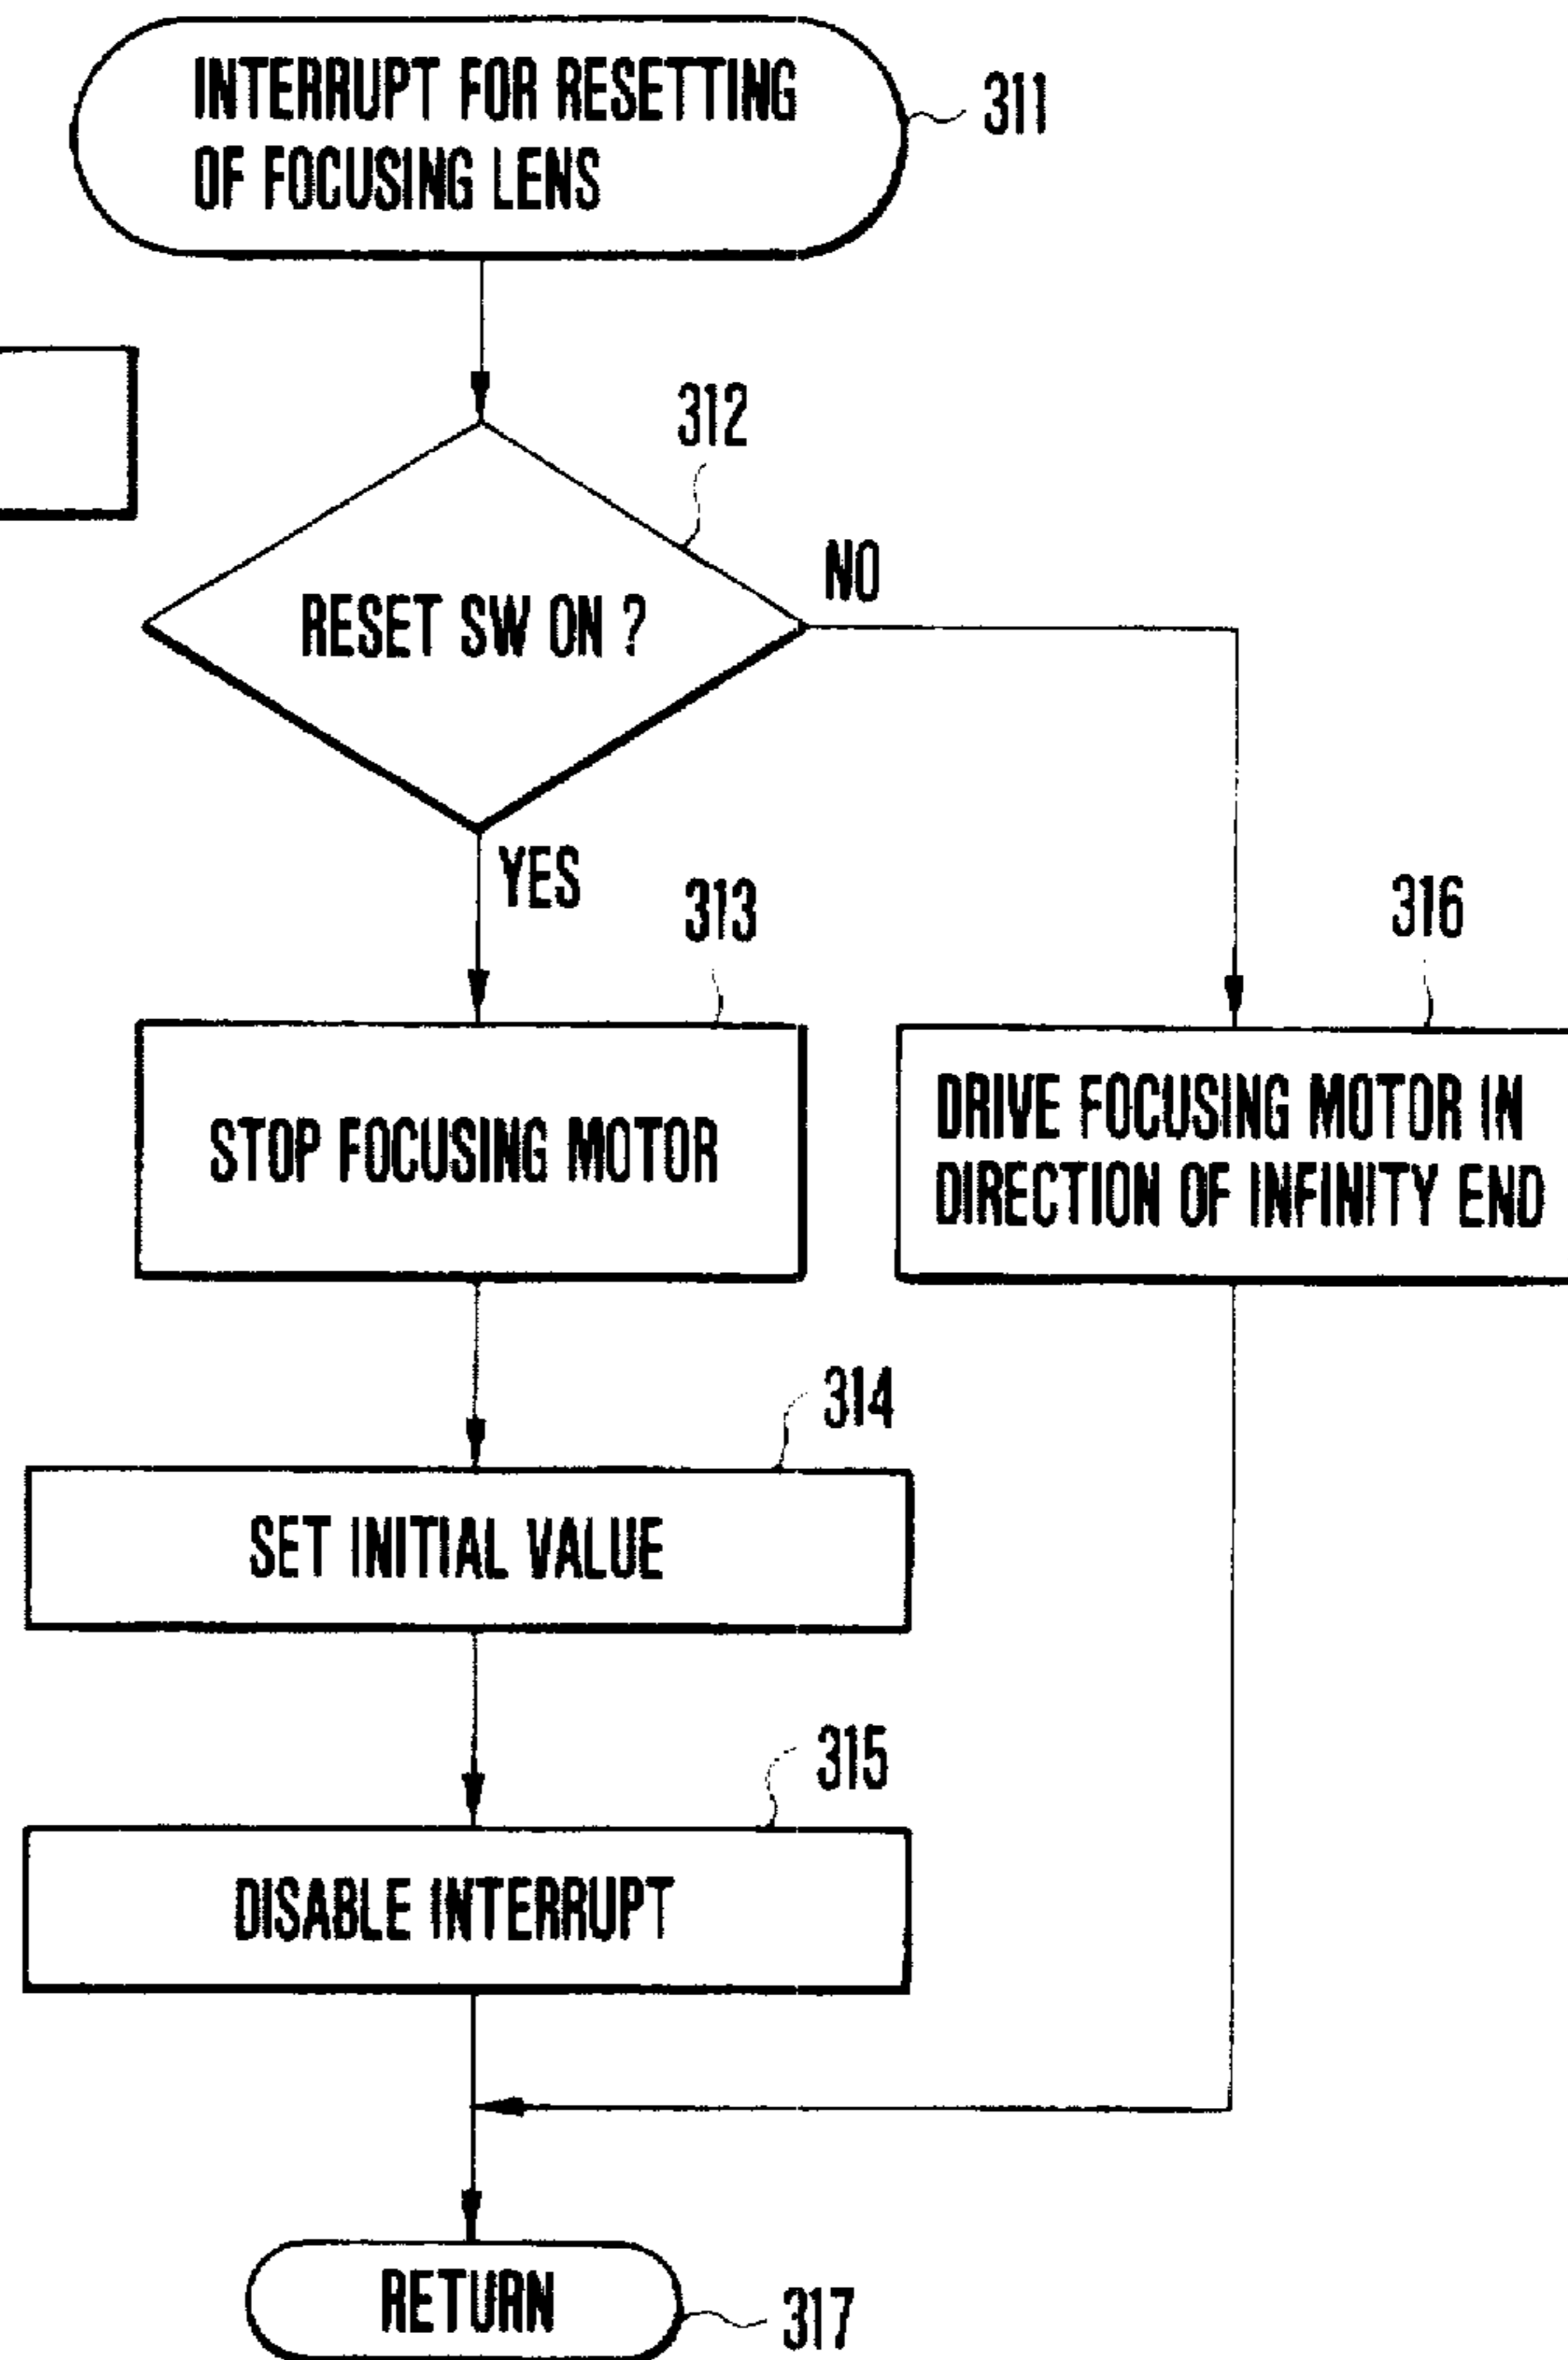 INTERRUPT FOR RESETTING
OF FOCUSING LENS
311
312
RESET SW ON ?
NO
YES
313
316
STOP FOCUSING MOTOR
DRIVE FOCUSING MOTOR IN
DIRECTION OF INFINITY END
314
SET INITIAL VALUE
315
DISABLE INTERRUPT
RETURN
317